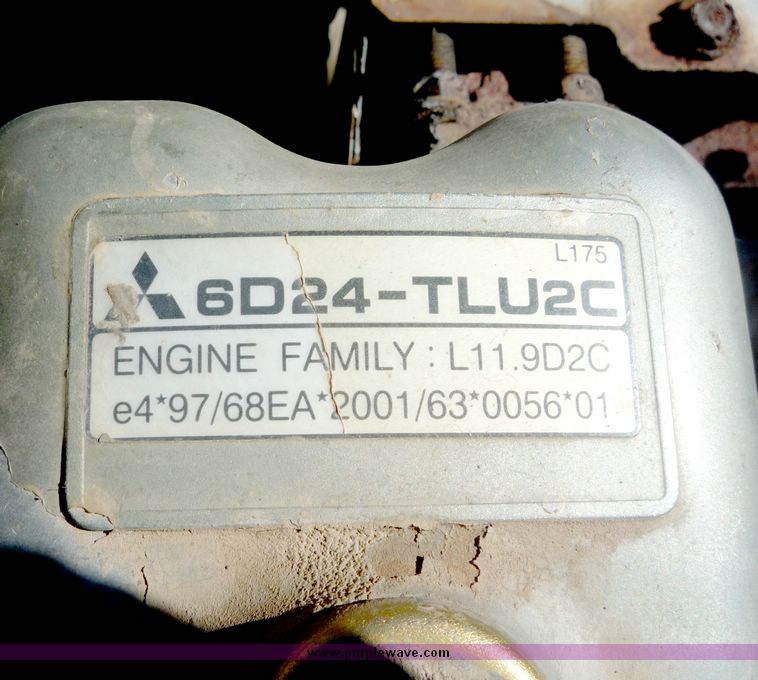 L175
6D24-TLU2C
ENGINE FAMILY : L11.9D2C
e4*97/68EA*2001/63*0056*01
www.purplewave.com